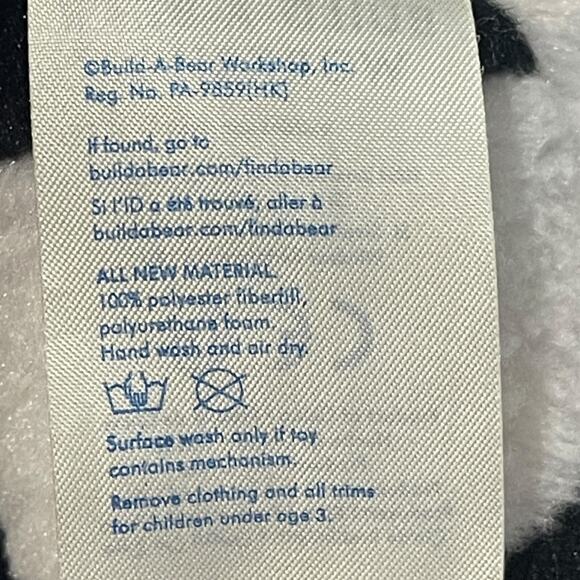 ©Build-A-Bear Workshop, Inc.
Reg. No. PA-9859(HK)
If found, go to
buildabear.com/findabear
Si l'ID a été trouvé, aller à
buildabear.com/findabear
ALL NEW MATERIAL
100% polyester fiberfill,
polyurethane foam.
Hand wash and air dry.
Surface wash only if toy
contains mechanism.
Remove clothing and all trims
for children under age 3.